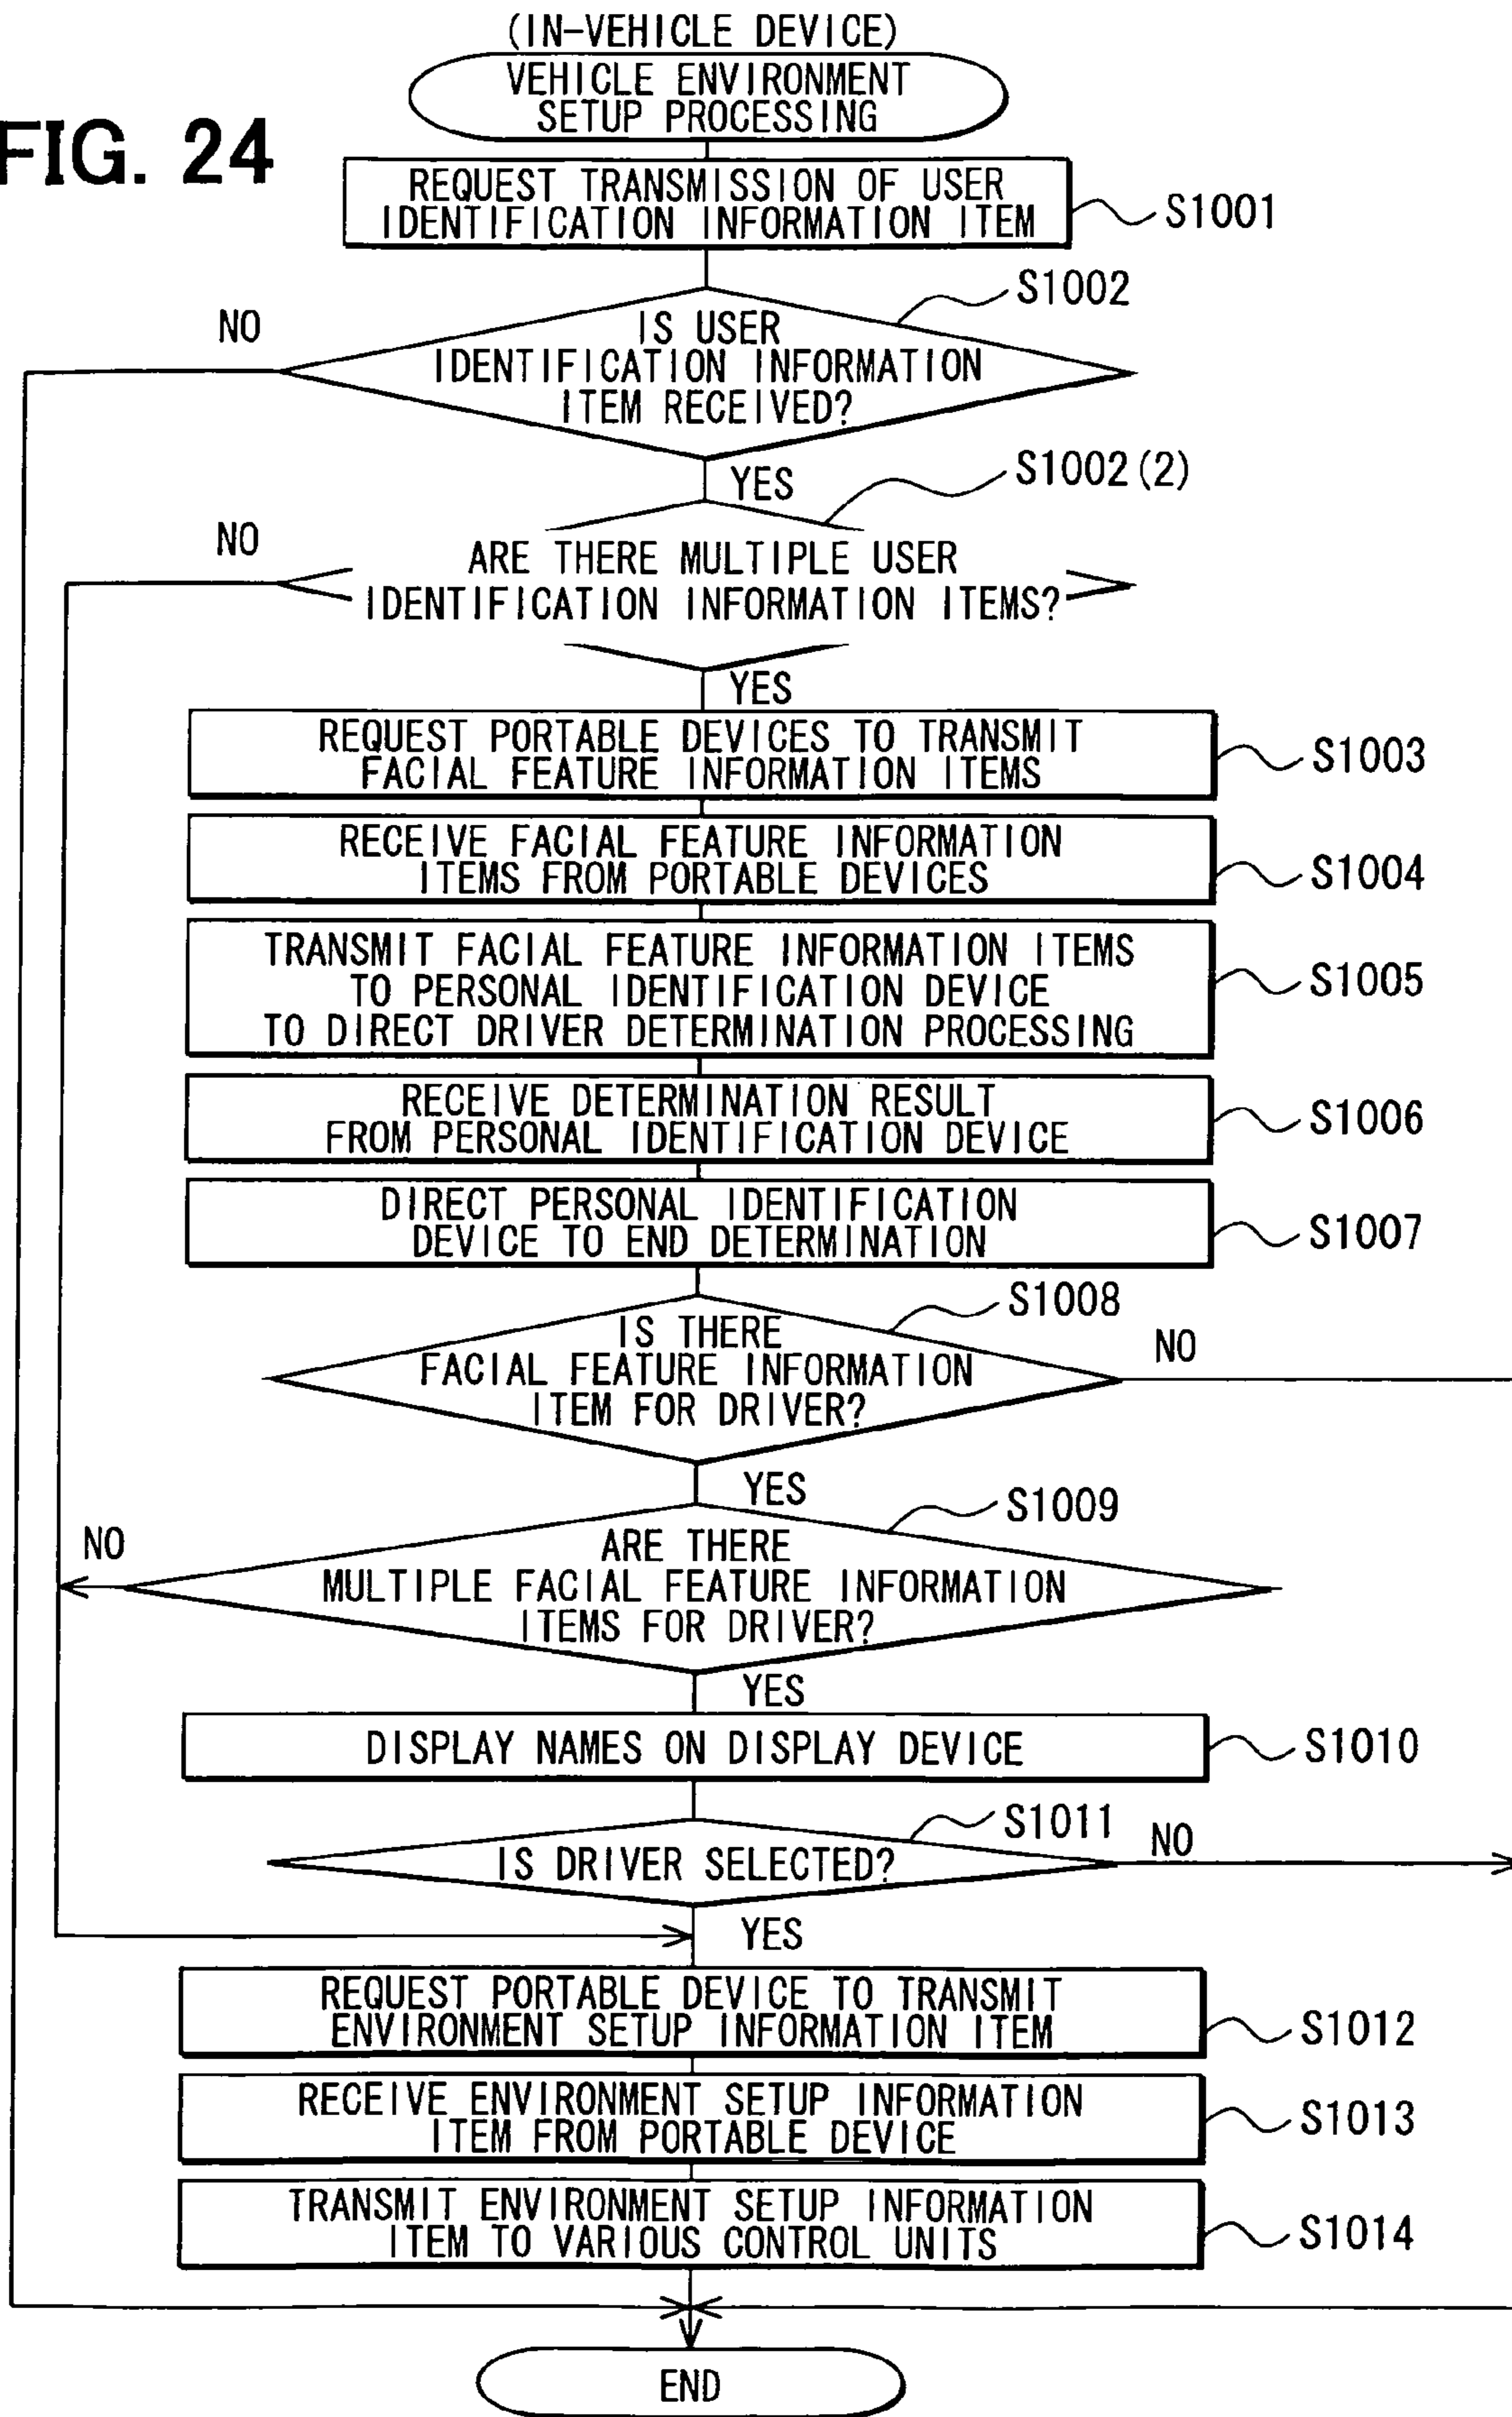 (IN-VEHICLE DEVICE)
VEHICLE ENVIRONMENT
SETUP PROCESSING
FIG. 24
REQUEST TRANSMISSION OF USER
IDENTIFICATION INFORMATION ITEM
S1001
S1002
NO
IS USER
IDENTIFICATION INFORMATION
ITEM RECEIVED?
YES
S1002(2)
NO
ARE THERE MULTIPLE USER
IDENTIFICATION INFORMATION ITEMS?
YES
REQUEST PORTABLE DEVICES TO TRANSMIT
FACIAL FEATURE INFORMATION ITEMS
S1003
RECEIVE FACIAL FEATURE INFORMATION
ITEMS FROM PORTABLE DEVICES
S1004
TRANSMIT FACIAL FEATURE INFORMATION ITEMS
TO PERSONAL IDENTIFICATION DEVICE
TO DIRECT DRIVER DETERMINATION PROCESSING
S1005
RECEIVE DETERMINATION RESULT
FROM PERSONAL IDENTIFICATION DEVICE
S1006
DIRECT PERSONAL IDENTIFICATION
DEVICE TO END DETERMINATION
S1007
S1008
IS THERE
FACIAL FEATURE INFORMATION
ITEM FOR DRIVER?
NO
YES
S1009
NO
ARE THERE
MULTIPLE FACIAL FEATURE INFORMATION
ITEMS FOR DRIVER?
YES
DISPLAY NAMES ON DISPLAY DEVICE
S1010
S1011
IS DRIVER SELECTED?
NO
YES
REQUEST PORTABLE DEVICE TO TRANSMIT
ENVIRONMENT SETUP INFORMATION ITEM
S1012
RECEIVE ENVIRONMENT SETUP INFORMATION
ITEM FROM PORTABLE DEVICE
S1013
TRANSMIT ENVIRONMENT SETUP INFORMATION
ITEM TO VARIOUS CONTROL UNITS
S1014
END